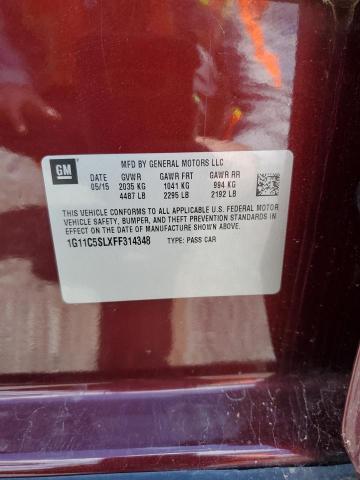 GM
MFD BY GENERAL MOTORS LLC
DATE GVWR GAWR FRT GAWR RR
05/15 2035 KG 1041 KG 994 KG
4487 LB 2295 LB 2192 LB
THIS VEHICLE CONFORMS TO ALL APPLICABLE U.S. FEDERAL MOTOR
VEHICLE SAFETY, BUMPER, AND THEFT PREVENTION STANDARDS
IN EFFECT ON THE DATE OF MANUFACTURE SHOWN ABOVE.
1G11C5SLXFF314348 TYPE: PASS CAR